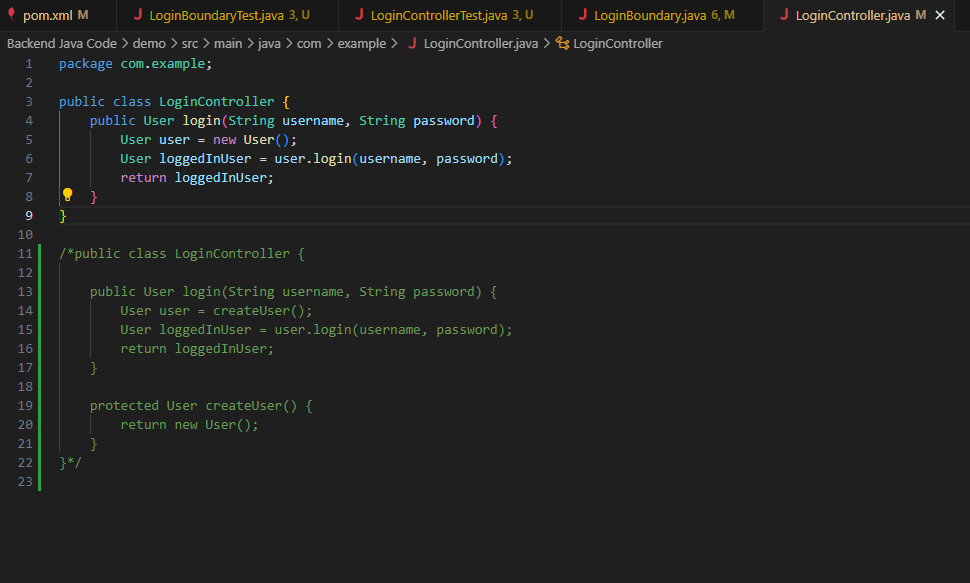 pom.xml M LoginBoundaryTest.java 3, U LoginControllerTest.java 3, U LoginBoundary.java 6, M LoginController.java M
Backend Java Code > demo > src > main > java > com > example > LoginController.java > LoginController
1 package com.example;
2
3 public class LoginController {
4     public User login(String username, String password) {
5         User user = new User();
6         User loggedInUser = user.login(username, password);
7         return loggedInUser;
8     }
9 }
10
11 /*public class LoginController {
12
13     public User login(String username, String password) {
14         User user = createUser();
15         User loggedInUser = user.login(username, password);
16         return loggedInUser;
17     }
18
19     protected User createUser() {
20         return new User();
21     }
22 }*/
23